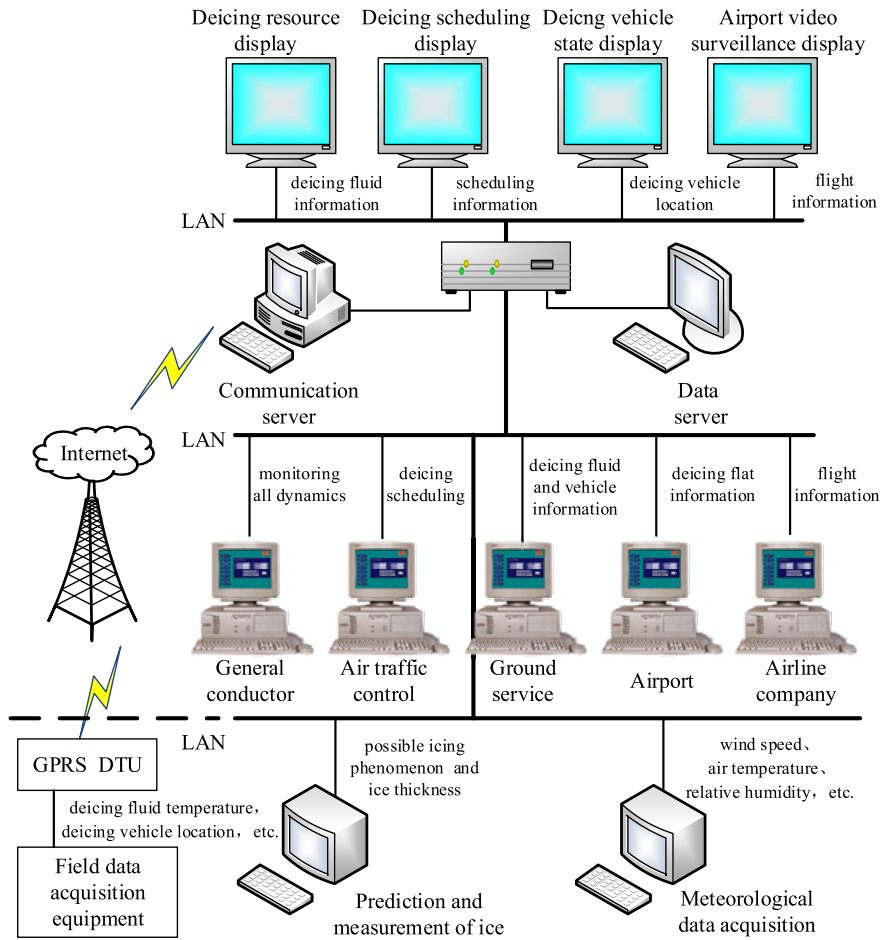 Deicing resource
display
Deicing scheduling
display
Deicng vehicle
state display
Airport video
surveillance display
deicing fluid
information
scheduling
information
deicing vehicle
location
flight
information
LAN
Communication
server
Data
server
LAN
Internet
monitoring
all dynamics
deicing
scheduling
deicing fluid
and vehicle
information
deicing flat
information
flight
information
General
conductor
Air traffic
control
Ground
service
Airport
Airline
company
LAN
GPRS DTU
possible icing
phenomenon and
ice thickness
wind speed、
air temperature、
relative humidity，etc.
deicing fluid temperature，
deicing vehicle location，etc.
Field data
acquisition
equipment
Prediction and
measurement of ice
Meteorological
data acquisition